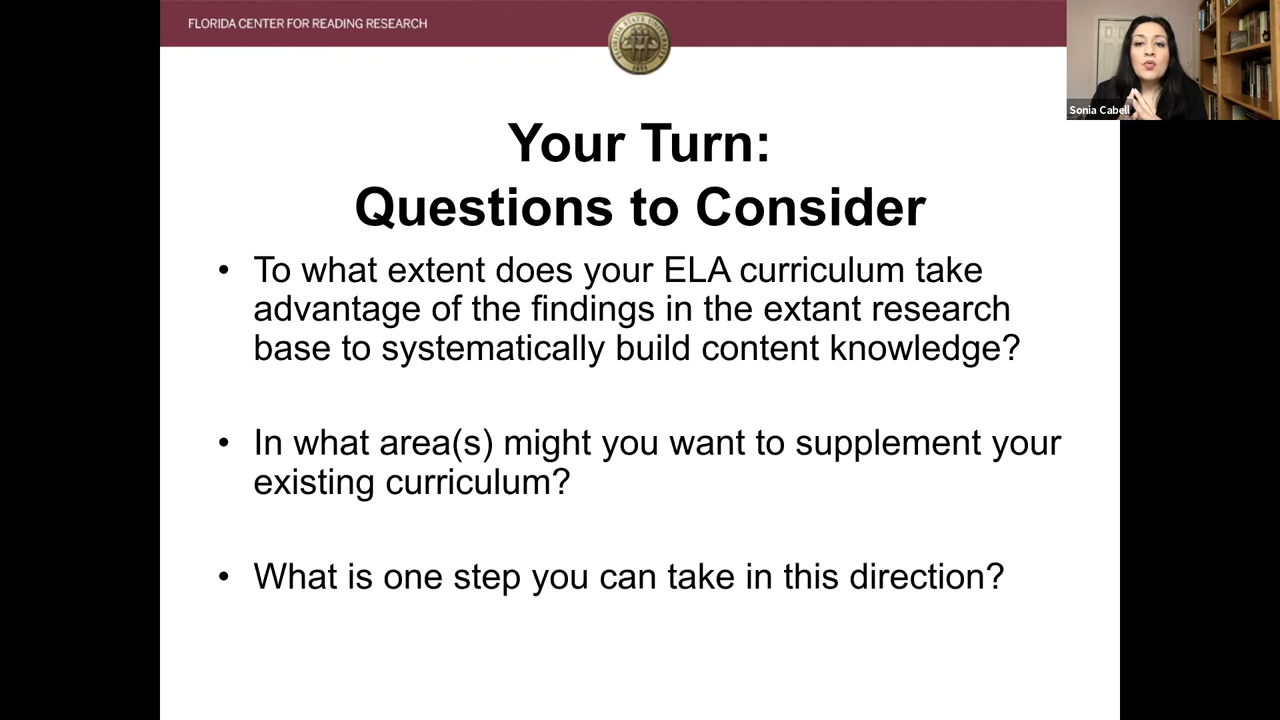 FLORIDA CENTER FOR READING RESEARCH
Sonia Cabell
Your Turn:
Questions to Consider
• To what extent does your ELA curriculum take
advantage of the findings in the extant research
base to systematically build content knowledge?
• In what area(s) might you want to supplement your
existing curriculum?
• What is one step you can take in this direction?